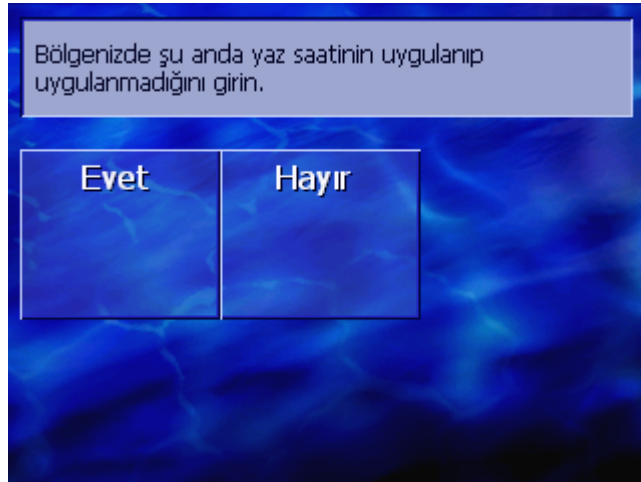 Bölgenizde şu anda yaz saatinin uygulanıp
uygulanmadığını girin.
Evet
Hayır